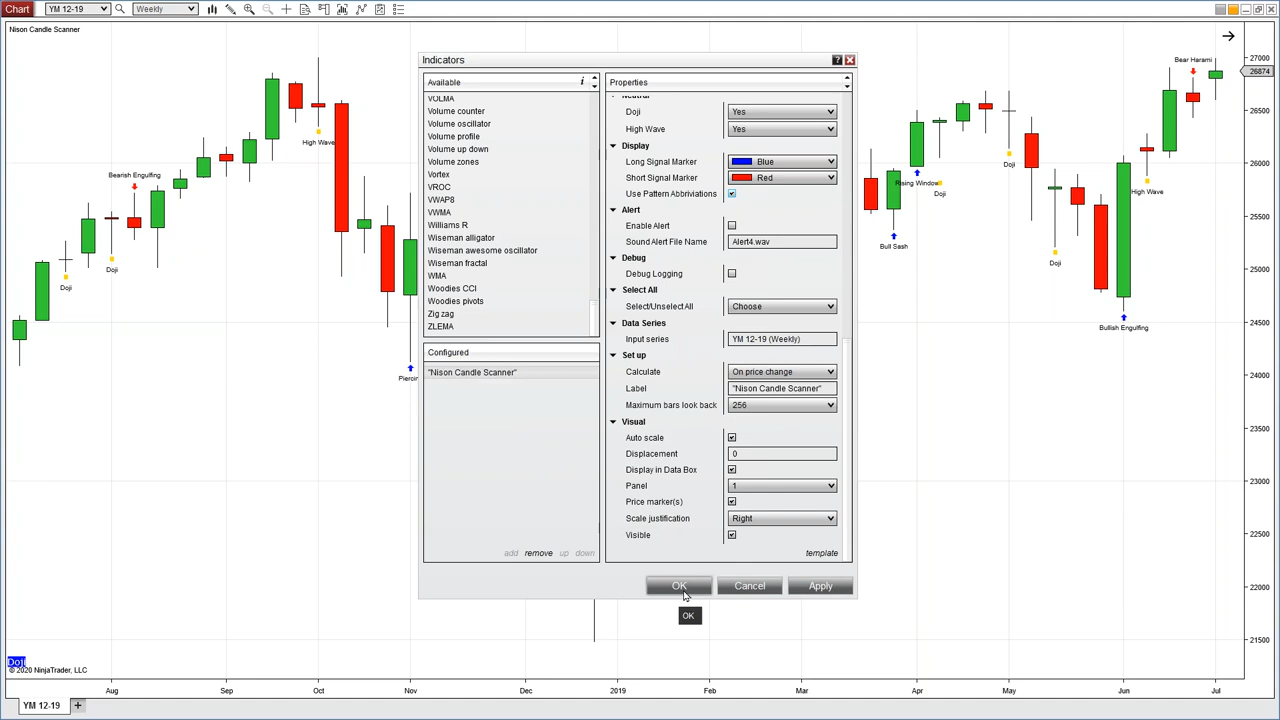 Chart
YM 12-19
Weekly
Nison Candle Scanner
Indicators
?
Available
i
VOLMA
Volume counter
Volume oscillator
Volume profile
Volume up down
Volume zones
Vortex
VROC
VWAP8
VWMA
Williams R
Wiseman alligator
Wiseman awesome oscillator
Wiseman fractal
WMA
Woodies CCI
Woodies pivots
Zig zag
ZLEMA
Configured
"Nison Candle Scanner"
add remove up down
Properties
Neutral
Doji Yes
High Wave Yes
Display
Long Signal Marker Blue
Short Signal Marker Red
Use Pattern Abbriviations
Alert
Enable Alert
Sound Alert File Name Alert4.wav
Debug
Debug Logging
Select All
Select/Unselect All Choose
Data Series
Input series YM 12-19 (Weekly)
Set up
Calculate On price change
Label "Nison Candle Scanner"
Maximum bars look back 256
Visual
Auto scale
Displacement 0
Display in Data Box
Panel 1
Price marker(s)
Scale justification Right
Visible
template
OK Cancel Apply
OK
Bearish Engulfing
High Wave
Doji
Doji
Piercin
Rising Window
Doji
Bull Sash
Doji
Doji
High Wave
Bullish Engulfing
Bear Harami
27000
26874
26500
26000
25500
25000
24500
24000
23500
23000
22500
22000
21500
Doji
© 2020 NinjaTrader, LLC
Aug Sep Oct Nov Dec 2019 Feb Mar Apr May Jun Jul
YM 12-19 +